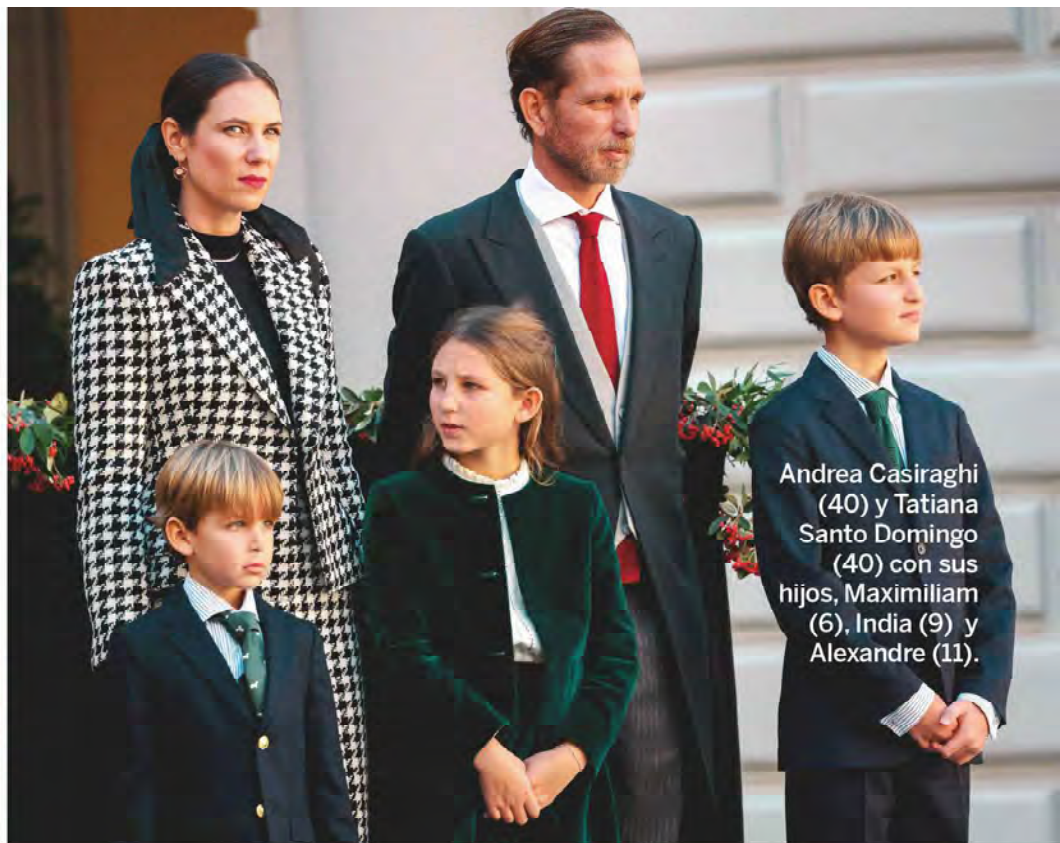 Andrea Casiraghi
(40) y Tatiana
Santo Domingo
(40) con sus
hijos, Maximiliam
(6), India (9) y
Alexandre (11).